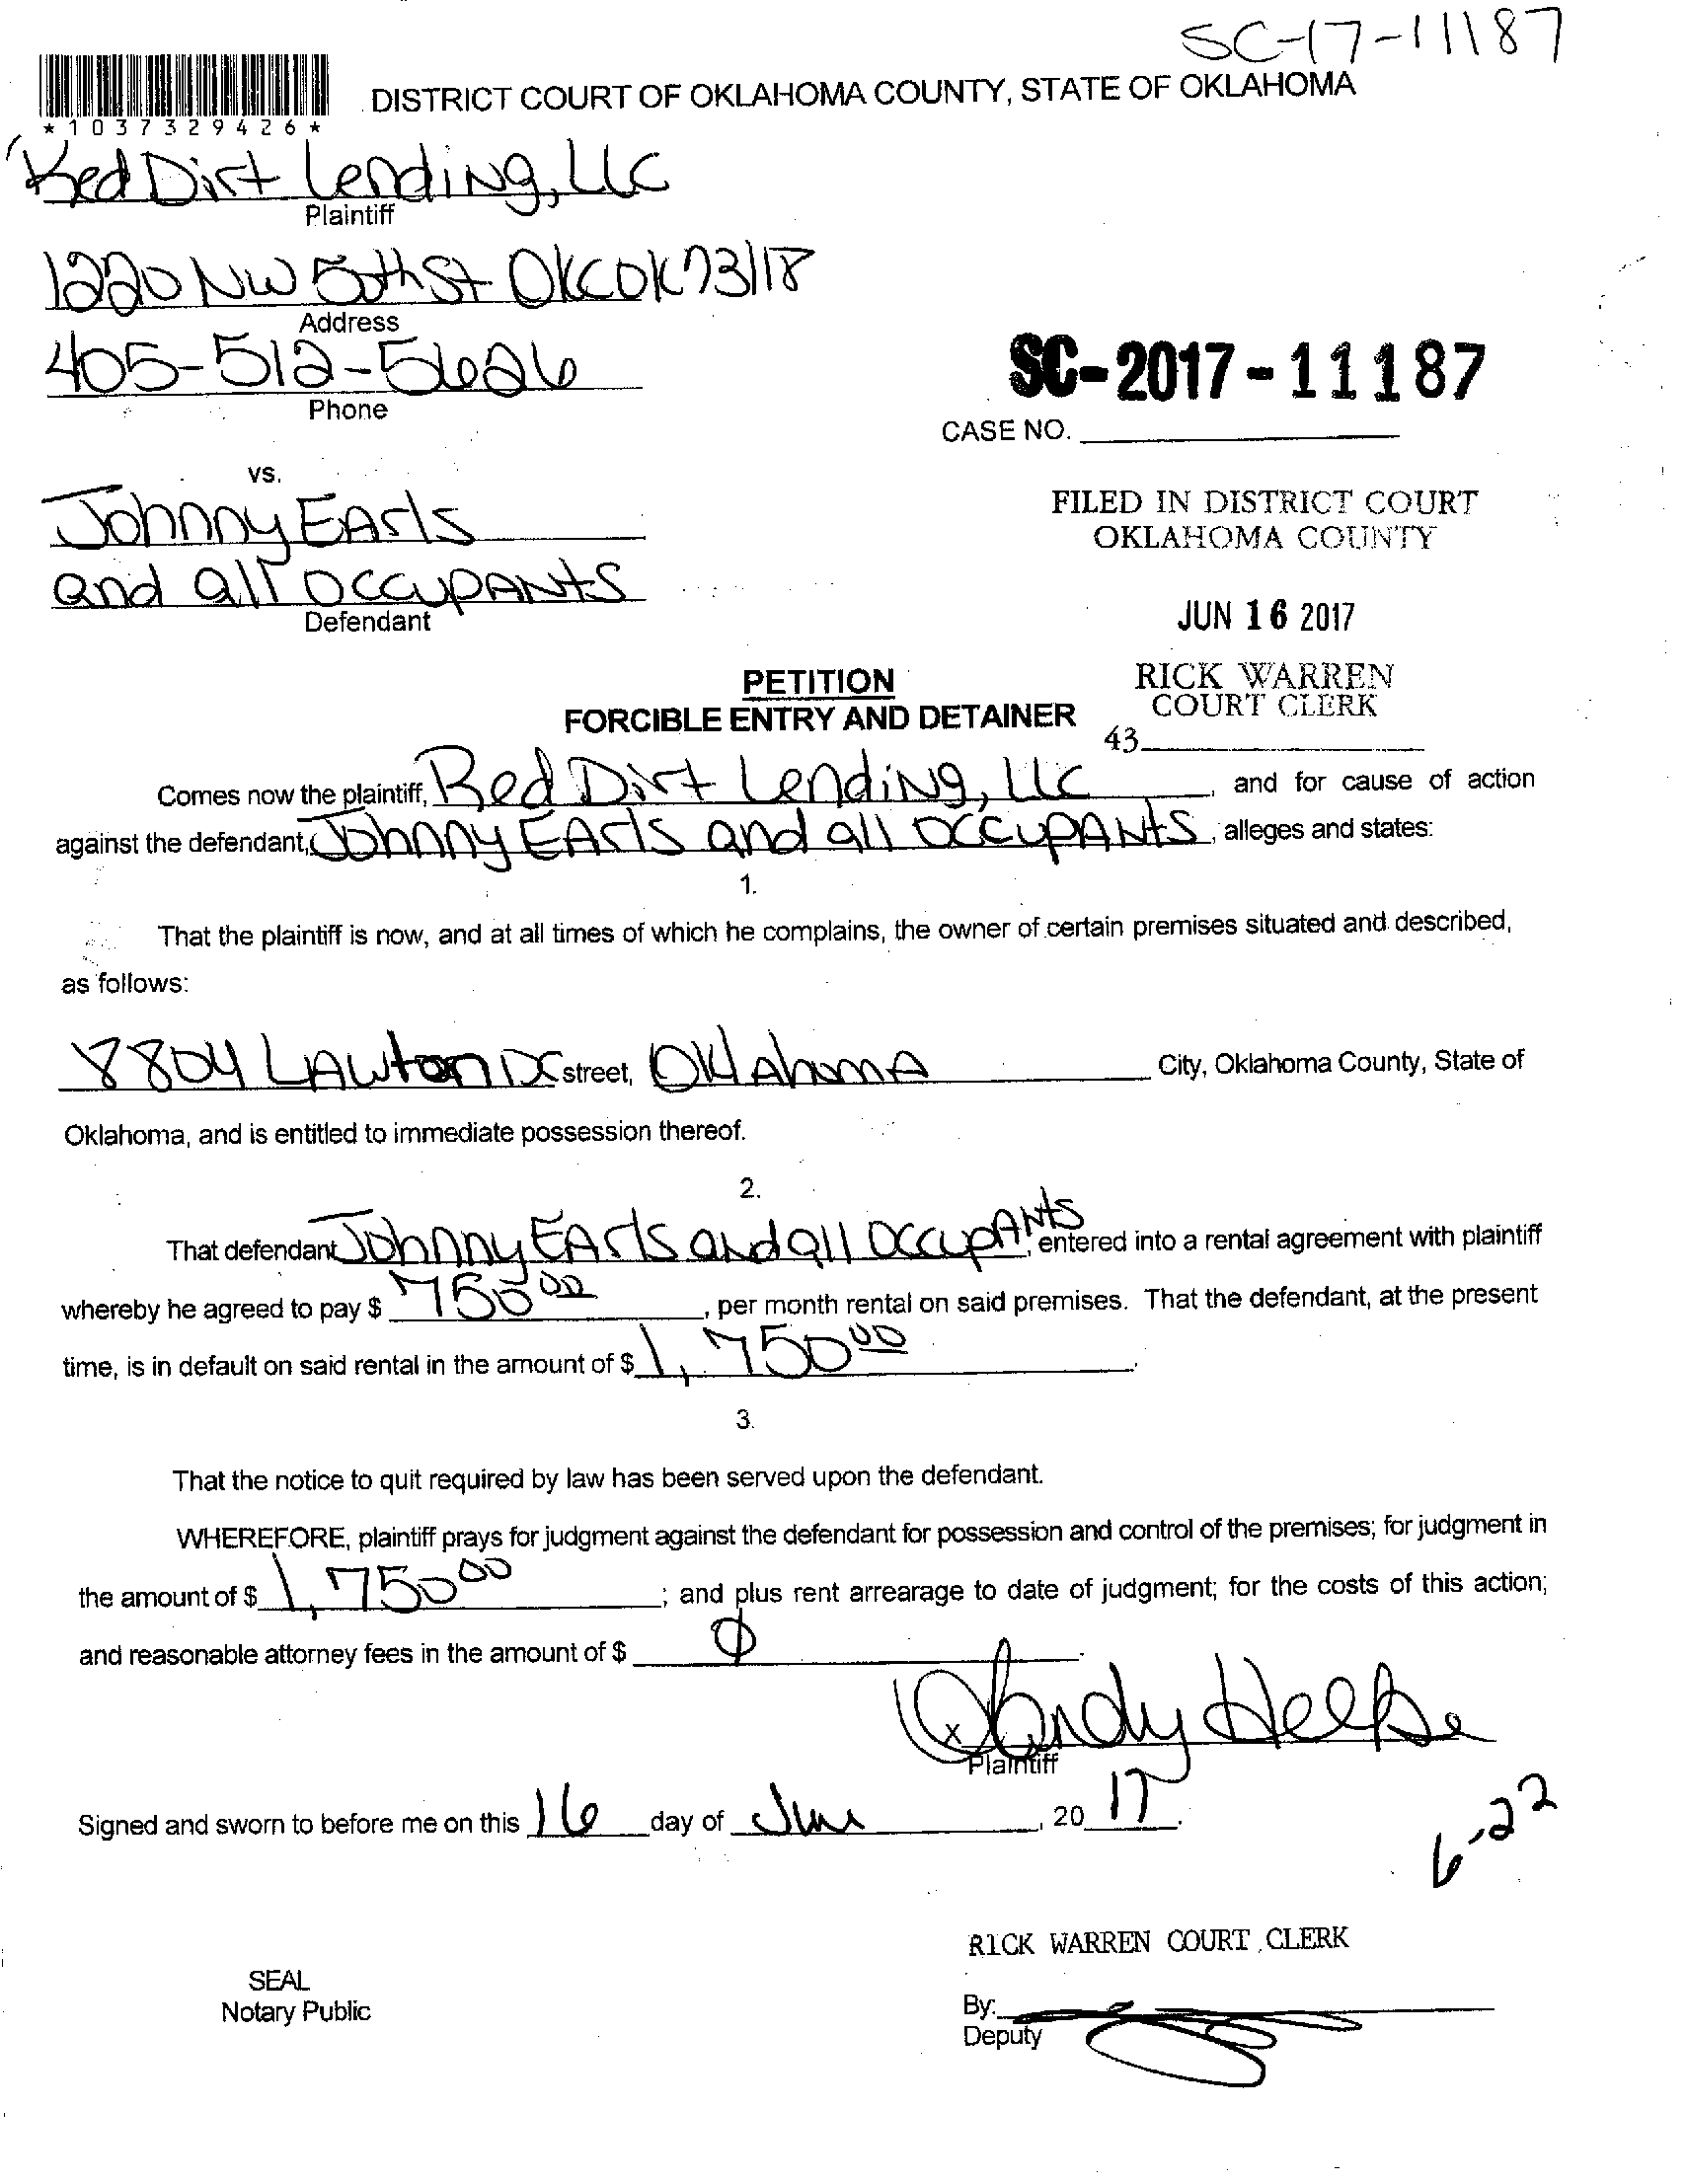 SC-17-11187
*1037329426*
DISTRICT COURT OF OKLAHOMA COUNTY, STATE OF OKLAHOMA
Red Dirt Lending, LLC
Plaintiff
1220 NW 50th St OKC OK 73118
Address
405-512-5626
Phone
SC-2017-11187
CASE NO.
vs.
Johnny EArls
and all OccupANts
Defendant
FILED IN DISTRICT COURT
OKLAHOMA COUNTY
JUN 16 2017
RICK WARREN
COURT CLERK
43
PETITION
FORCIBLE ENTRY AND DETAINER
Comes now the plaintiff, Red Dirt Lending, LLC, and for cause of action
against the defendant, Johnny EArls and all OccupANts, alleges and states:
1.
That the plaintiff is now, and at all times of which he complains, the owner of certain premises situated and described,
as follows:
8804 LAwton Dr street, OklAhomA City, Oklahoma County, State of
Oklahoma, and is entitled to immediate possession thereof.
2.
That defendant Johnny EArls and all OccupANts, entered into a rental agreement with plaintiff
whereby he agreed to pay $ 750 00, per month rental on said premises. That the defendant, at the present
time, is in default on said rental in the amount of $ 1,750 00.
3.
That the notice to quit required by law has been served upon the defendant.
WHEREFORE, plaintiff prays for judgment against the defendant for possession and control of the premises; for judgment in
the amount of $ 1,750 00; and plus rent arrearage to date of judgment; for the costs of this action;
and reasonable attorney fees in the amount of $ 0
x
Plaintiff
Signed and sworn to before me on this 16 day of June, 2017.
6-22
RICK WARREN COURT CLERK
SEAL
Notary Public
By:
Deputy